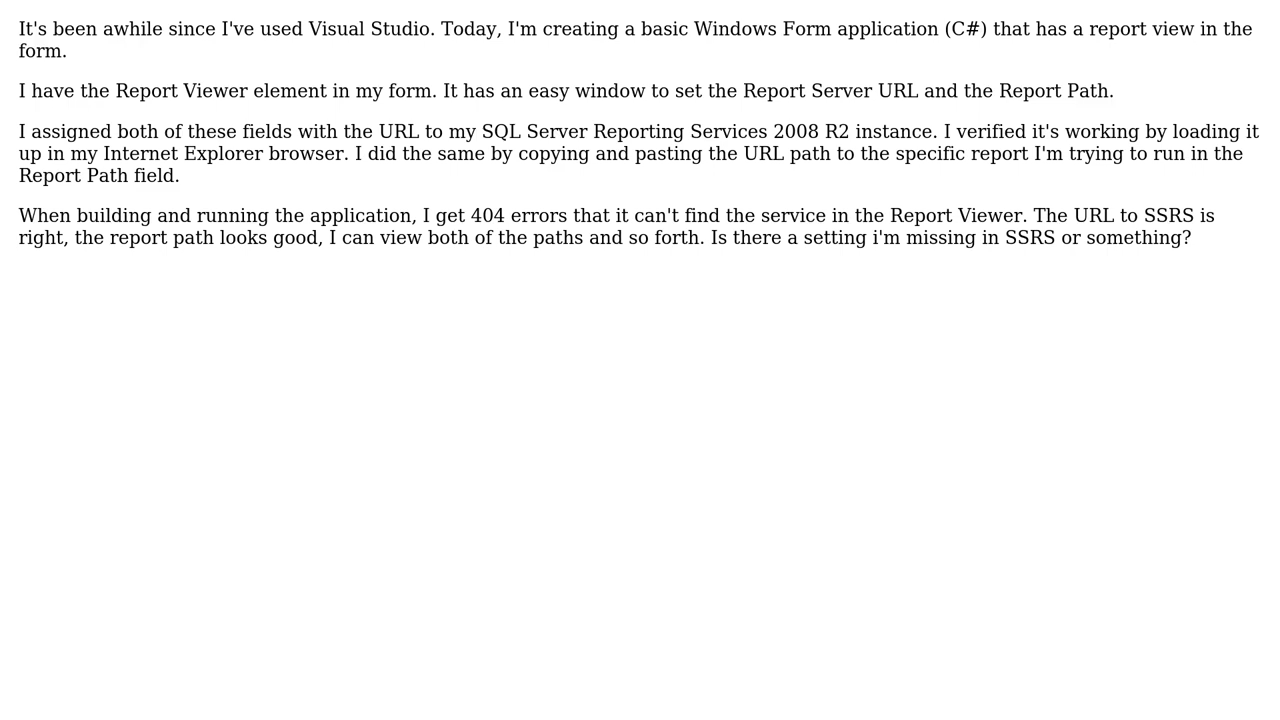 It's been awhile since I've used Visual Studio. Today, I'm creating a basic Windows Form application (C#) that has a report view in the
form.
I have the Report Viewer element in my form. It has an easy window to set the Report Server URL and the Report Path.
I assigned both of these fields with the URL to my SQL Server Reporting Services 2008 R2 instance. I verified it's working by loading it
up in my Internet Explorer browser. I did the same by copying and pasting the URL path to the specific report I'm trying to run in the
Report Path field.
When building and running the application, I get 404 errors that it can't find the service in the Report Viewer. The URL to SSRS is
right, the report path looks good, I can view both of the paths and so forth. Is there a setting i'm missing in SSRS or something?